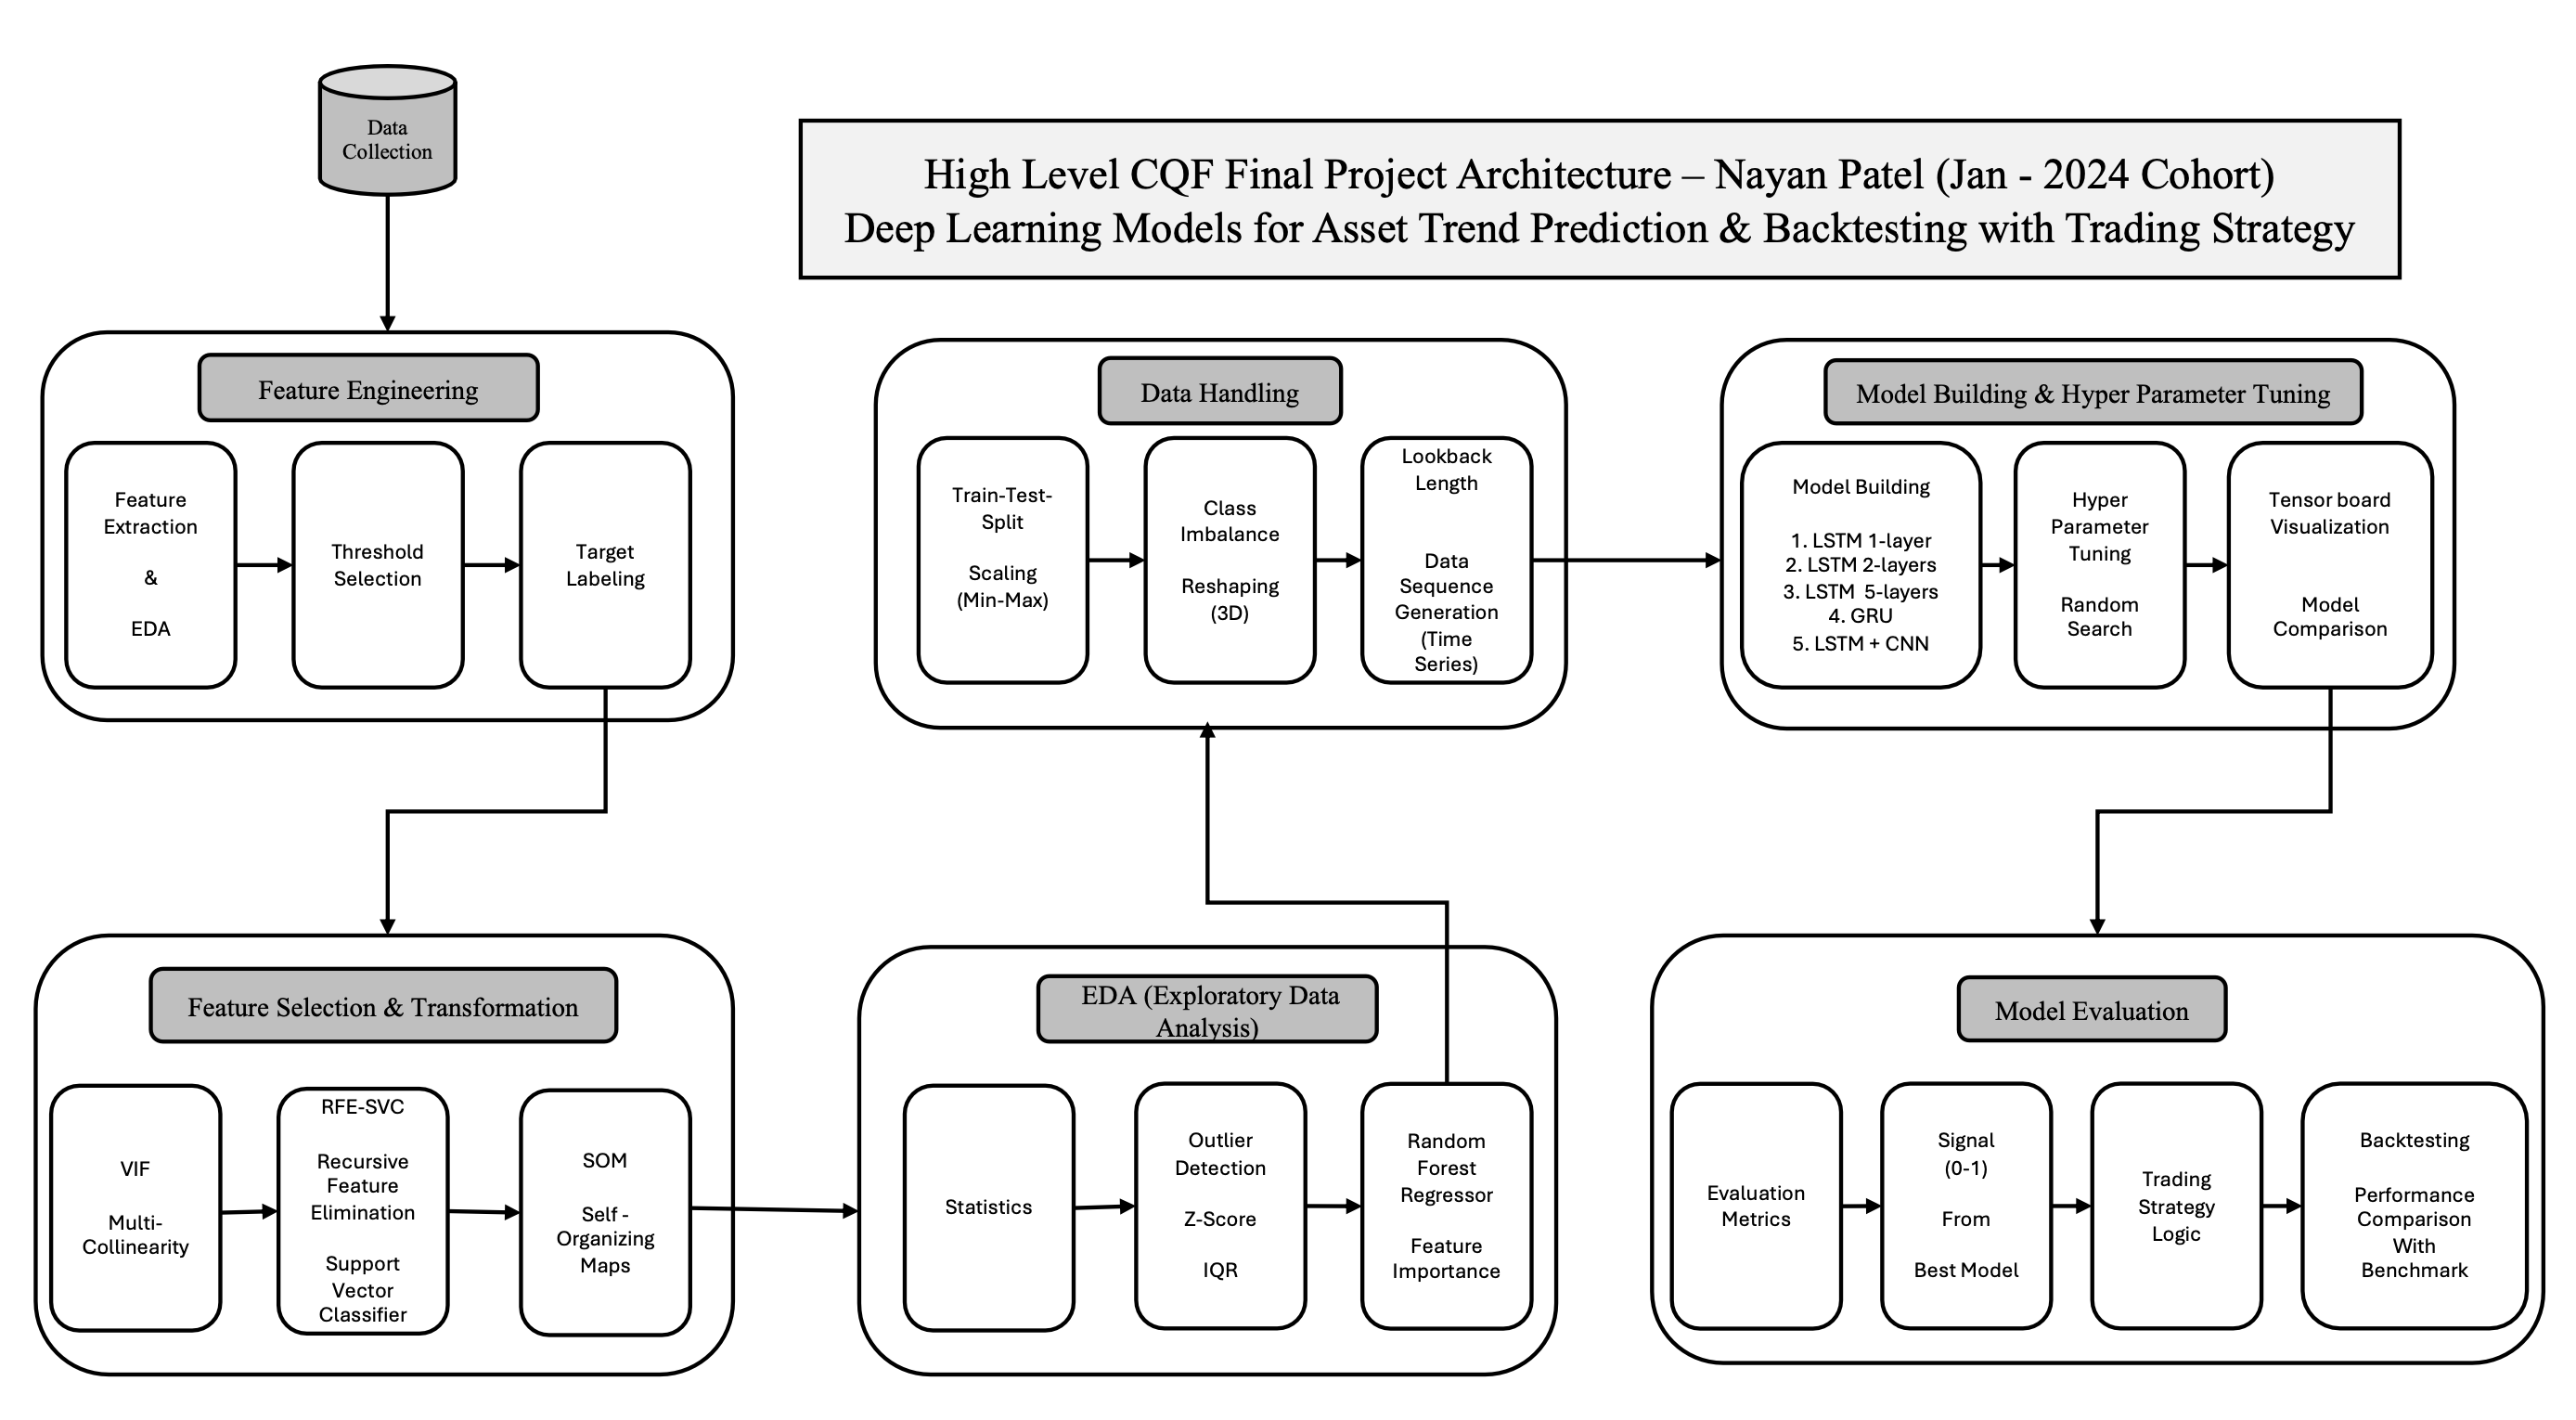 Data
Collection
High Level CQF Final Project Architecture – Nayan Patel (Jan - 2024 Cohort)
Deep Learning Models for Asset Trend Prediction & Backtesting with Trading Strategy
Feature Engineering
Feature
Extraction
&
EDA
Threshold
Selection
Target
Labeling
Data Handling
Train-Test-
Split
Scaling
(Min-Max)
Class
Imbalance
Reshaping
(3D)
Lookback
Length
Data
Sequence
Generation
(Time
Series)
Model Building & Hyper Parameter Tuning
Model Building
1. LSTM 1-layer
2. LSTM 2-layers
3. LSTM  5-layers
4. GRU
5. LSTM + CNN
Hyper
Parameter
Tuning
Random
Search
Tensor board
Visualization
Model
Comparison
Feature Selection & Transformation
VIF
Multi-
Collinearity
RFE-SVC
Recursive
Feature
Elimination
Support
Vector
Classifier
SOM
Self -
Organizing
Maps
EDA (Exploratory Data
Analysis)
Statistics
Outlier
Detection
Z-Score
IQR
Random
Forest
Regressor
Feature
Importance
Model Evaluation
Evaluation
Metrics
Signal
(0-1)
From
Best Model
Trading
Strategy
Logic
Backtesting
Performance
Comparison
With
Benchmark